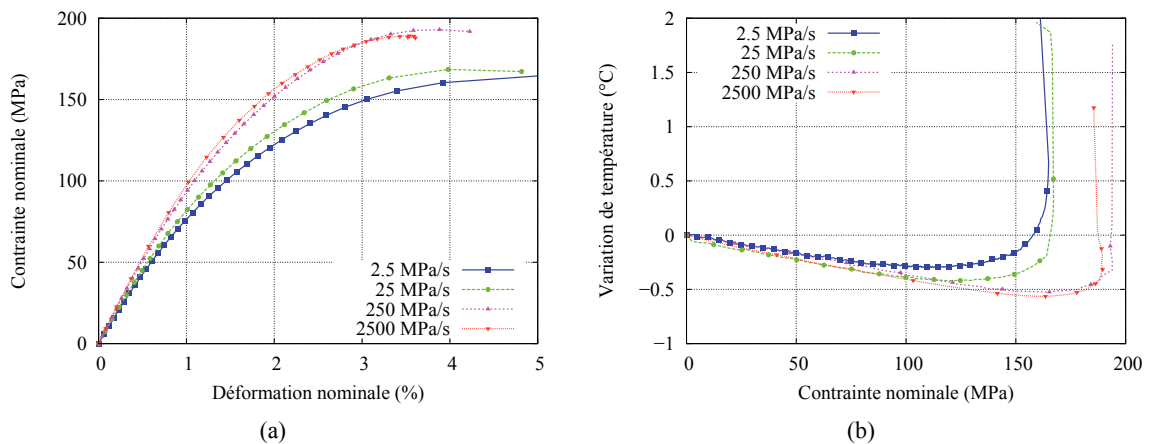 200
150
100
50
0
0
1
2
3
4
5
Contrainte nominale (MPa)
Déformation nominale (%)
2.5 MPa/s
25 MPa/s
250 MPa/s
2500 MPa/s
(a)
2
1.5
1
0.5
0
−0.5
−1
0
50
100
150
200
Variation de température (°C)
Contrainte nominale (MPa)
2.5 MPa/s
25 MPa/s
250 MPa/s
2500 MPa/s
(b)